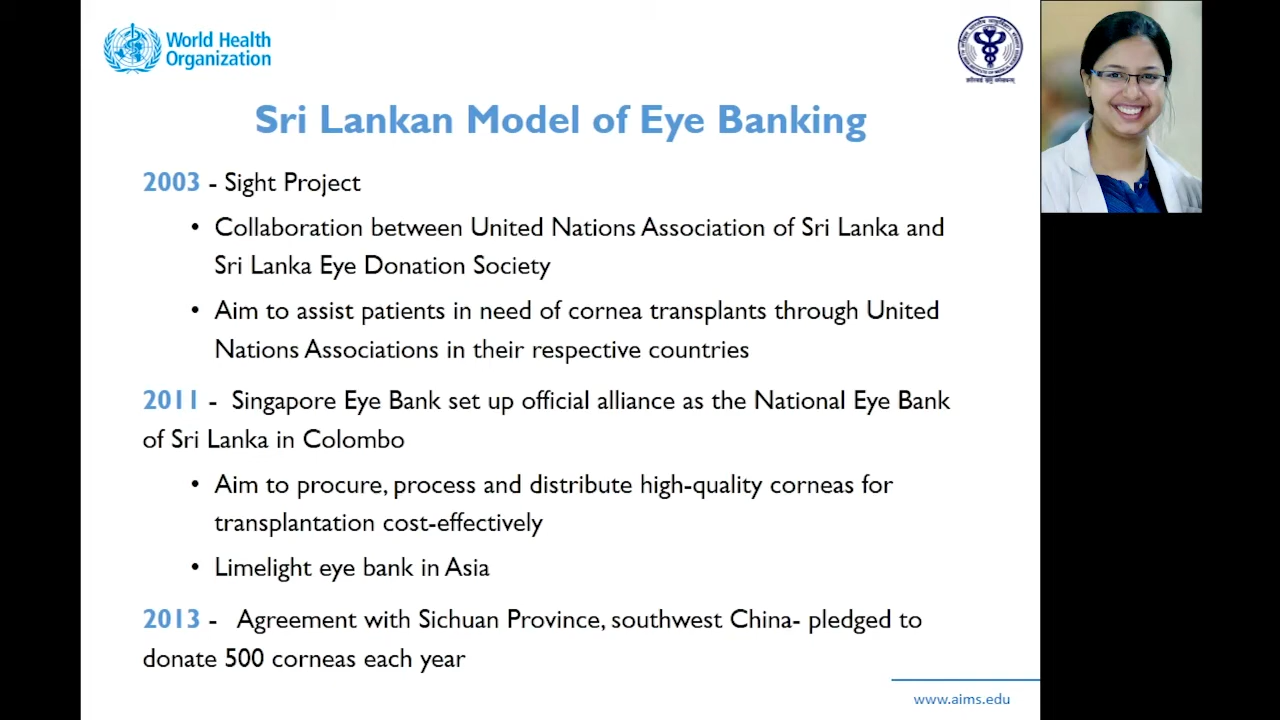 World Health
Organization
Sri Lankan Model of Eye Banking
2003 - Sight Project
• Collaboration between United Nations Association of Sri Lanka and
Sri Lanka Eye Donation Society
• Aim to assist patients in need of cornea transplants through United
Nations Associations in their respective countries
2011 - Singapore Eye Bank set up official alliance as the National Eye Bank
of Sri Lanka in Colombo
• Aim to procure, process and distribute high-quality corneas for
transplantation cost-effectively
• Limelight eye bank in Asia
2013 - Agreement with Sichuan Province, southwest China- pledged to
donate 500 corneas each year
www.aims.edu